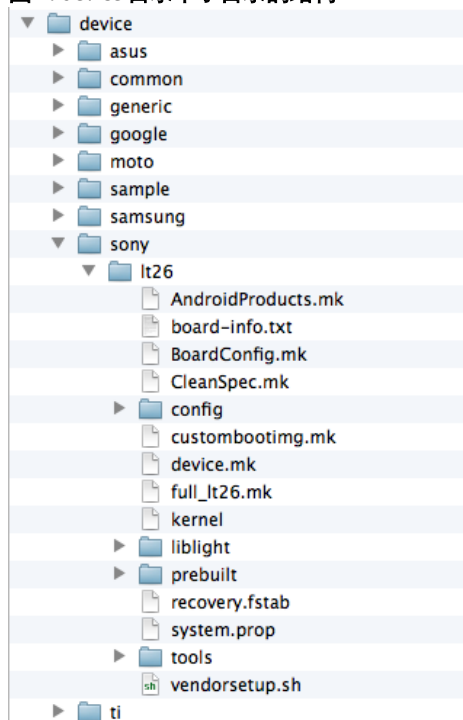 device
asus
common
generic
google
moto
sample
samsung
sony
lt26
AndroidProducts.mk
board-info.txt
BoardConfig.mk
CleanSpec.mk
config
custombootimg.mk
device.mk
full_lt26.mk
kernel
liblight
prebuilt
recovery.fstab
system.prop
tools
sh vendorsetup.sh
ti